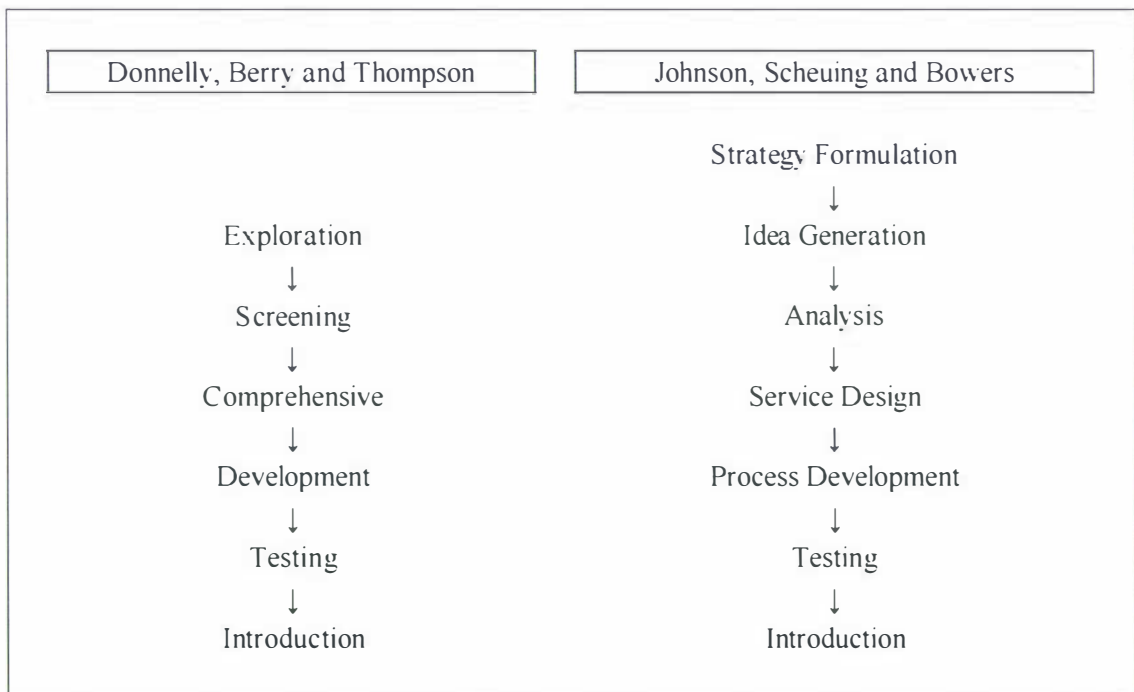 Donnelly, Berry and Thompson
Exploration
↓
Screening
↓
Comprehensive
↓
Development
↓
Testing
↓
Introduction
Johnson, Scheuing and Bowers
Strategy Formulation
↓
Idea Generation
↓
Analysis
↓
Service Design
↓
Process Development
↓
Testing
↓
Introduction